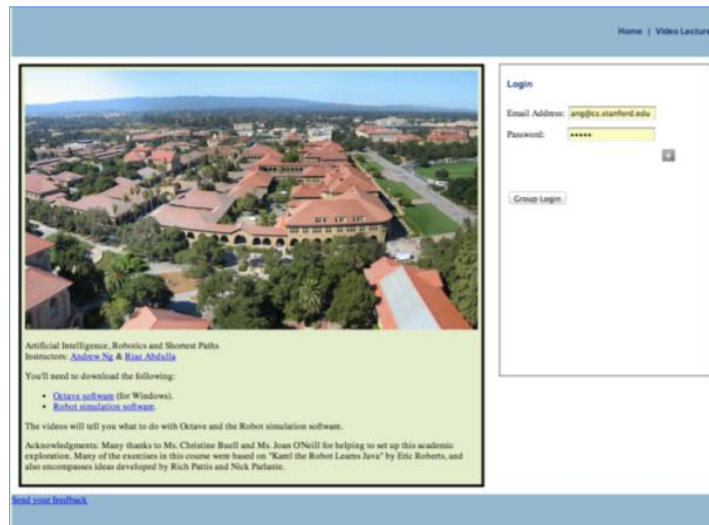 Home | Video Lecture
Login
Email Address: ang@cs.stanford.edu
Password: •••••
+
Group Login
Artificial Intelligence, Robotics and Shortest Paths
Instructors: Andrew Ng & Rias Abdulla
You'll need to download the following:
• Octave software (for Windows).
• Robot simulation software.
The videos will tell you what to do with Octave and the Robot simulation software.
Acknowledgments: Many thanks to Ms. Christine Buell and Ms. Joan O'Neill for helping to set up this academic
exploration. Many of the exercises in this course were based on "Karel the Robot Learns Java" by Eric Roberts, and
also encompasses ideas developed by Rich Pattis and Nick Parlante.
Send your feedback